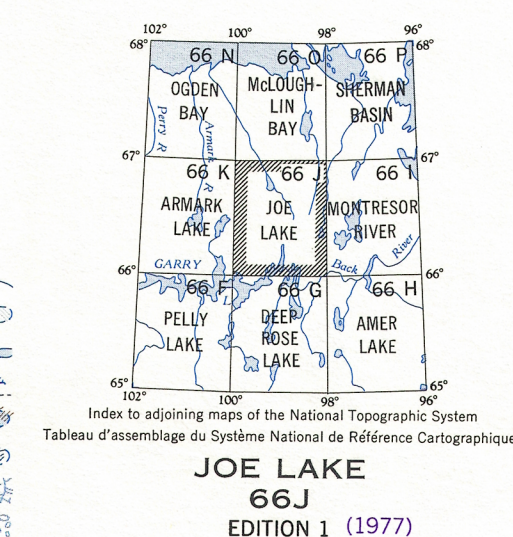 102° 100° 98° 96°
68° 68°
66 N 66 O 66 P
OGDEN BAY
McLOUGH-
LIN
BAY
SHERMAN
BASIN
Perry R
Armark R
67° 67°
66 K 66 J 66 I
ARMARK
LAKE
JOE
LAKE
MONTRESOR
RIVER
GARRY L
Back River
66° 66°
66 F 66 G 66 H
PELLY
LAKE
DEEP
ROSE
LAKE
AMER
LAKE
65° 65°
102° 100° 98° 96°
Index to adjoining maps of the National Topographic System
Tableau d'assemblage du Système National de Référence Cartographique
JOE LAKE
66J
EDITION 1 (1977)